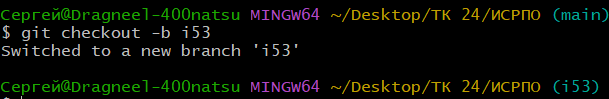 Сергей@Dragneel-400natsu MINGW64 ~/Desktop/ТК 24/ИСРПО (main)
$ git checkout -b i53
Switched to a new branch 'i53'
Сергей@Dragneel-400natsu MINGW64 ~/Desktop/ТК 24/ИСРПО (i53)